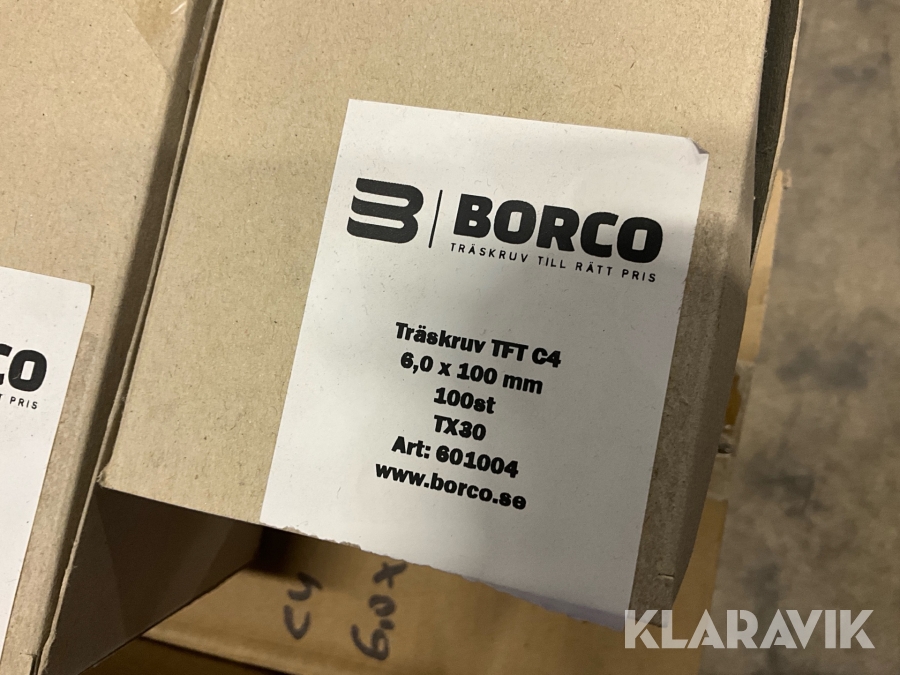 BORCO
TRÄSKRUV TILL RÄTT PRIS
Träskruv TFT C4
6,0 x 100 mm
100st
TX30
Art: 601004
www.borco.se
CO
T PRIS
C4
6,0x
KLARAVIK